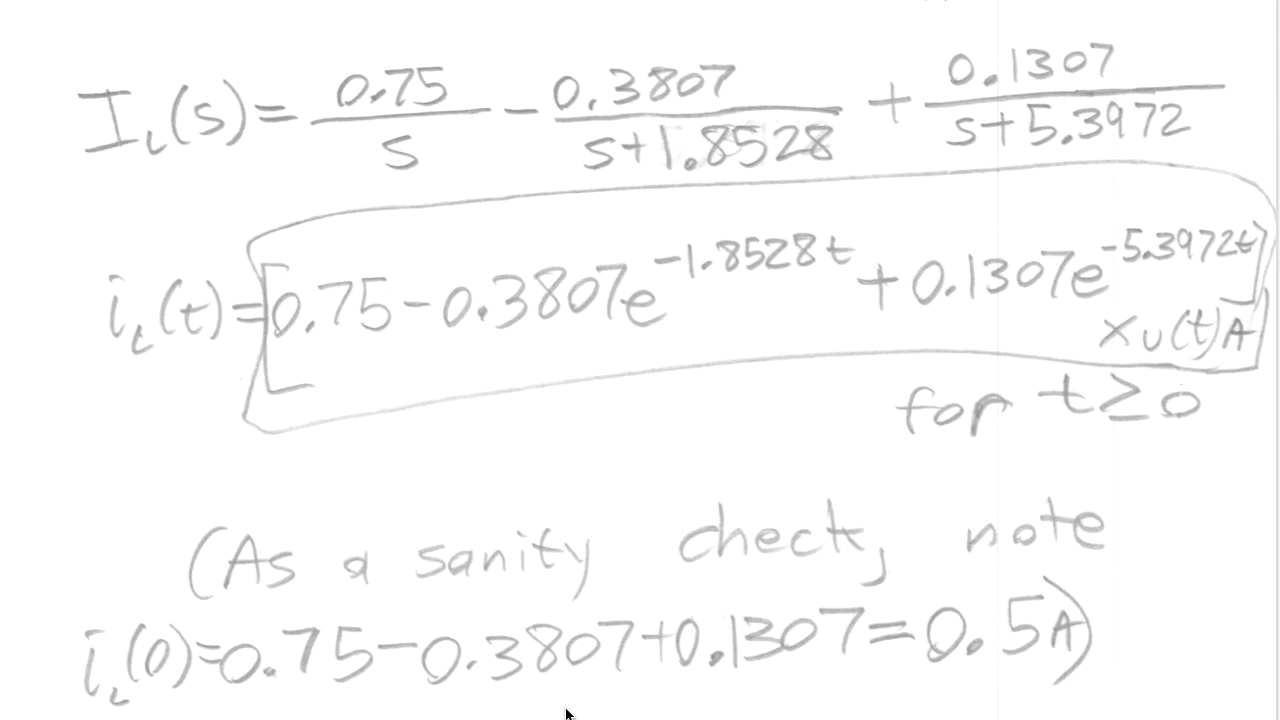 I_L(s) = 0.75/s - 0.3807/(s+1.8528) + 0.1307/(s+5.3972)
i_L(t) = [0.75 - 0.3807e^{-1.8528t} + 0.1307e^{-5.3972t}]
× u(t) A
for t ≥ 0
(As a sanity check, note
i_L(0) = 0.75 - 0.3807 + 0.1307 = 0.5A)